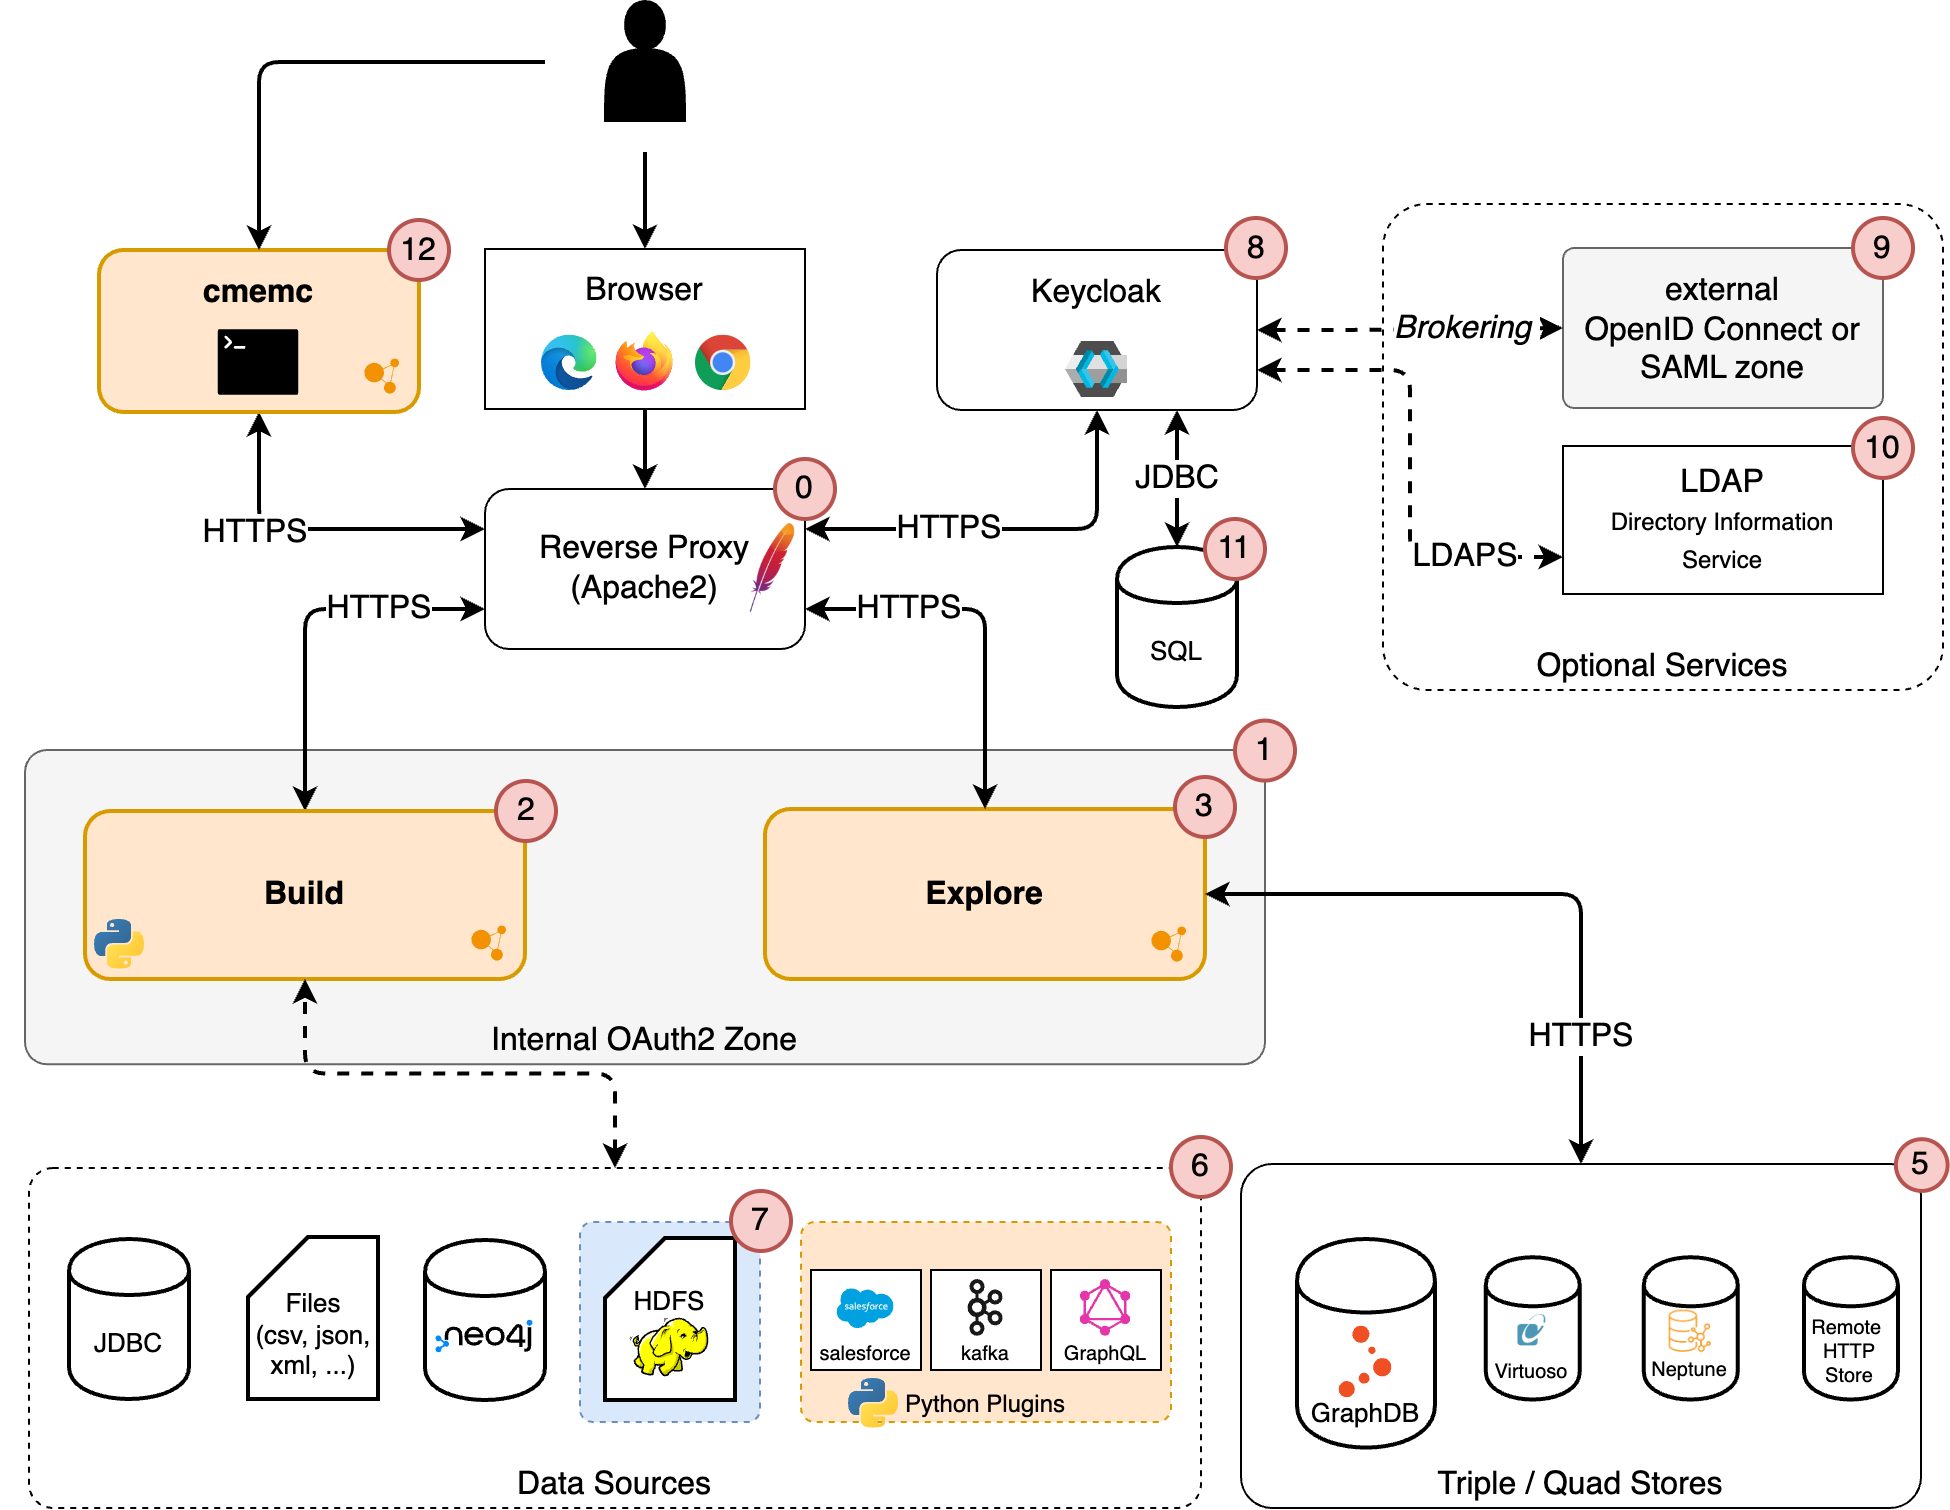 12
cmemc
>_
Browser
8
Keycloak
9
external
OpenID Connect or
SAML zone
Brokering
10
LDAP
Directory Information
Service
LDAPS
Optional Services
JDBC
11
SQL
0
Reverse Proxy
(Apache2)
HTTPS
HTTPS
HTTPS
HTTPS
1
2
Build
3
Explore
Internal OAuth2 Zone
HTTPS
6
JDBC
Files
(csv, json,
xml, ...)
neo4j
7
HDFS
salesforce
salesforce
kafka
GraphQL
Python Plugins
Data Sources
5
GraphDB
Virtuoso
Neptune
Remote
HTTP
Store
Triple / Quad Stores